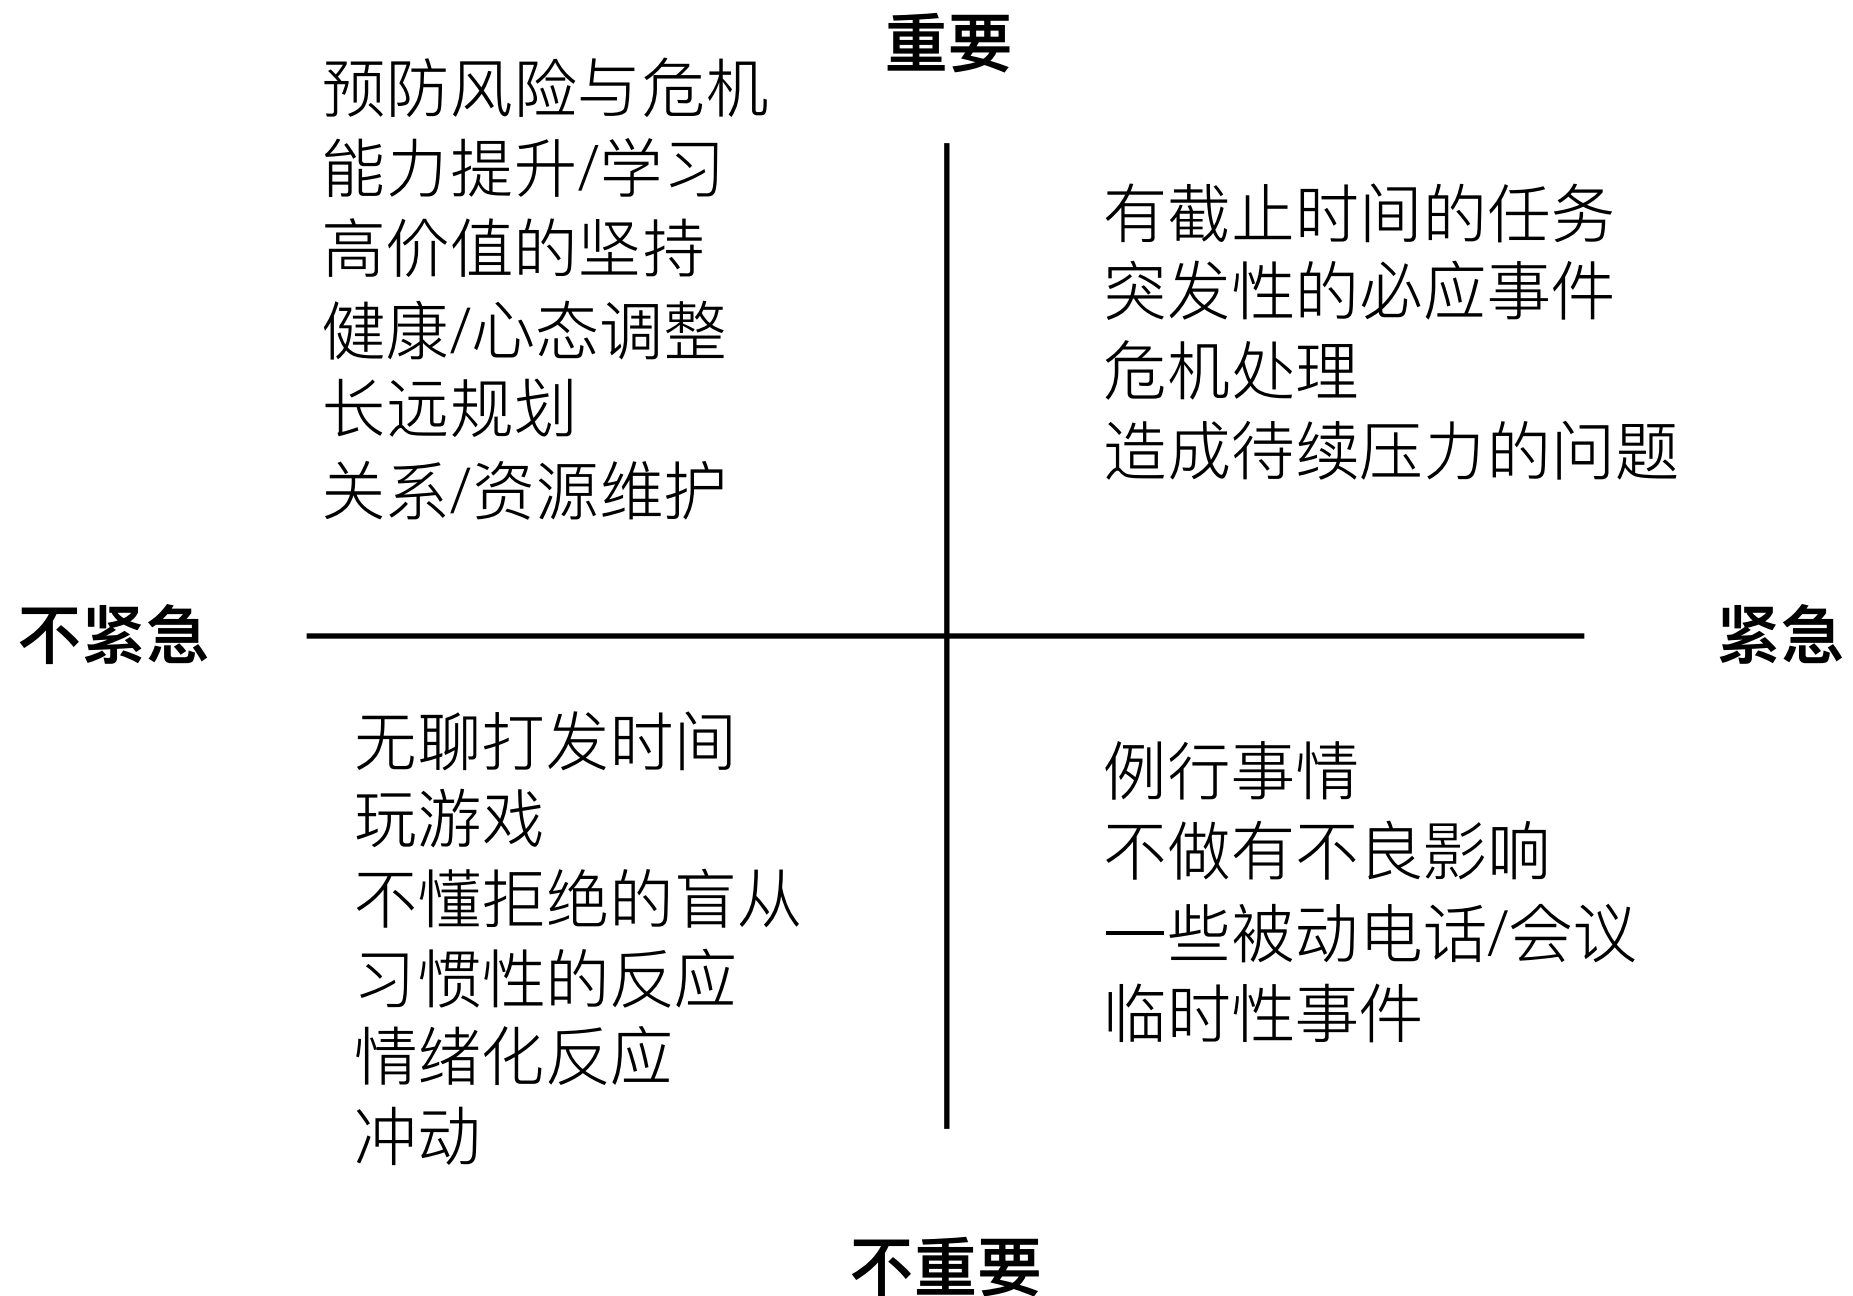 重要
预防风险与危机
能力提升/学习
高价值的坚持
健康/心态调整
长远规划
关系/资源维护
有截止时间的任务
突发性的必应事件
危机处理
造成待续压力的问题
不紧急
紧急
无聊打发时间
玩游戏
不懂拒绝的盲从
习惯性的反应
情绪化反应
冲动
例行事情
不做有不良影响
一些被动电话/会议
临时性事件
不重要